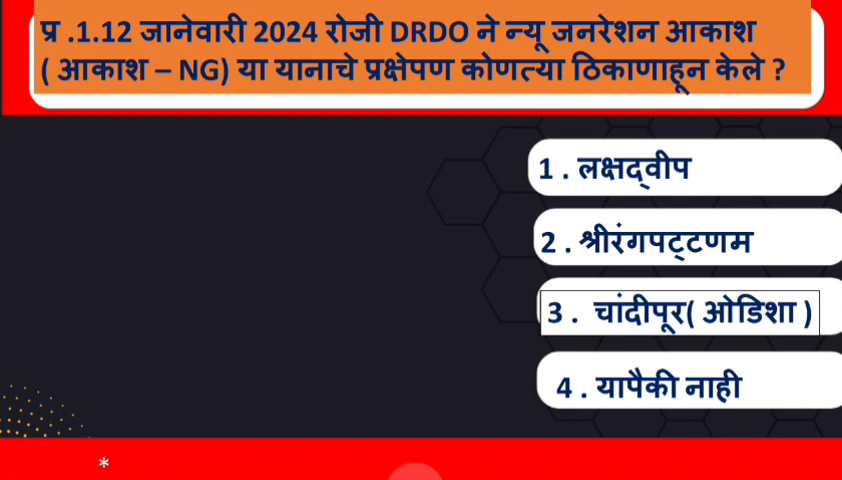 प्र .1.12 जानेवारी 2024 रोजी DRDO ने न्यू जनरेशन आकाश
( आकाश – NG) या यानाचे प्रक्षेपण कोणत्या ठिकाणाहून केले ?
1 . लक्षद्वीप
2 . श्रीरंगपट्टणम
3 . चांदीपूर( ओडिशा )
4 . यापैकी नाही
*